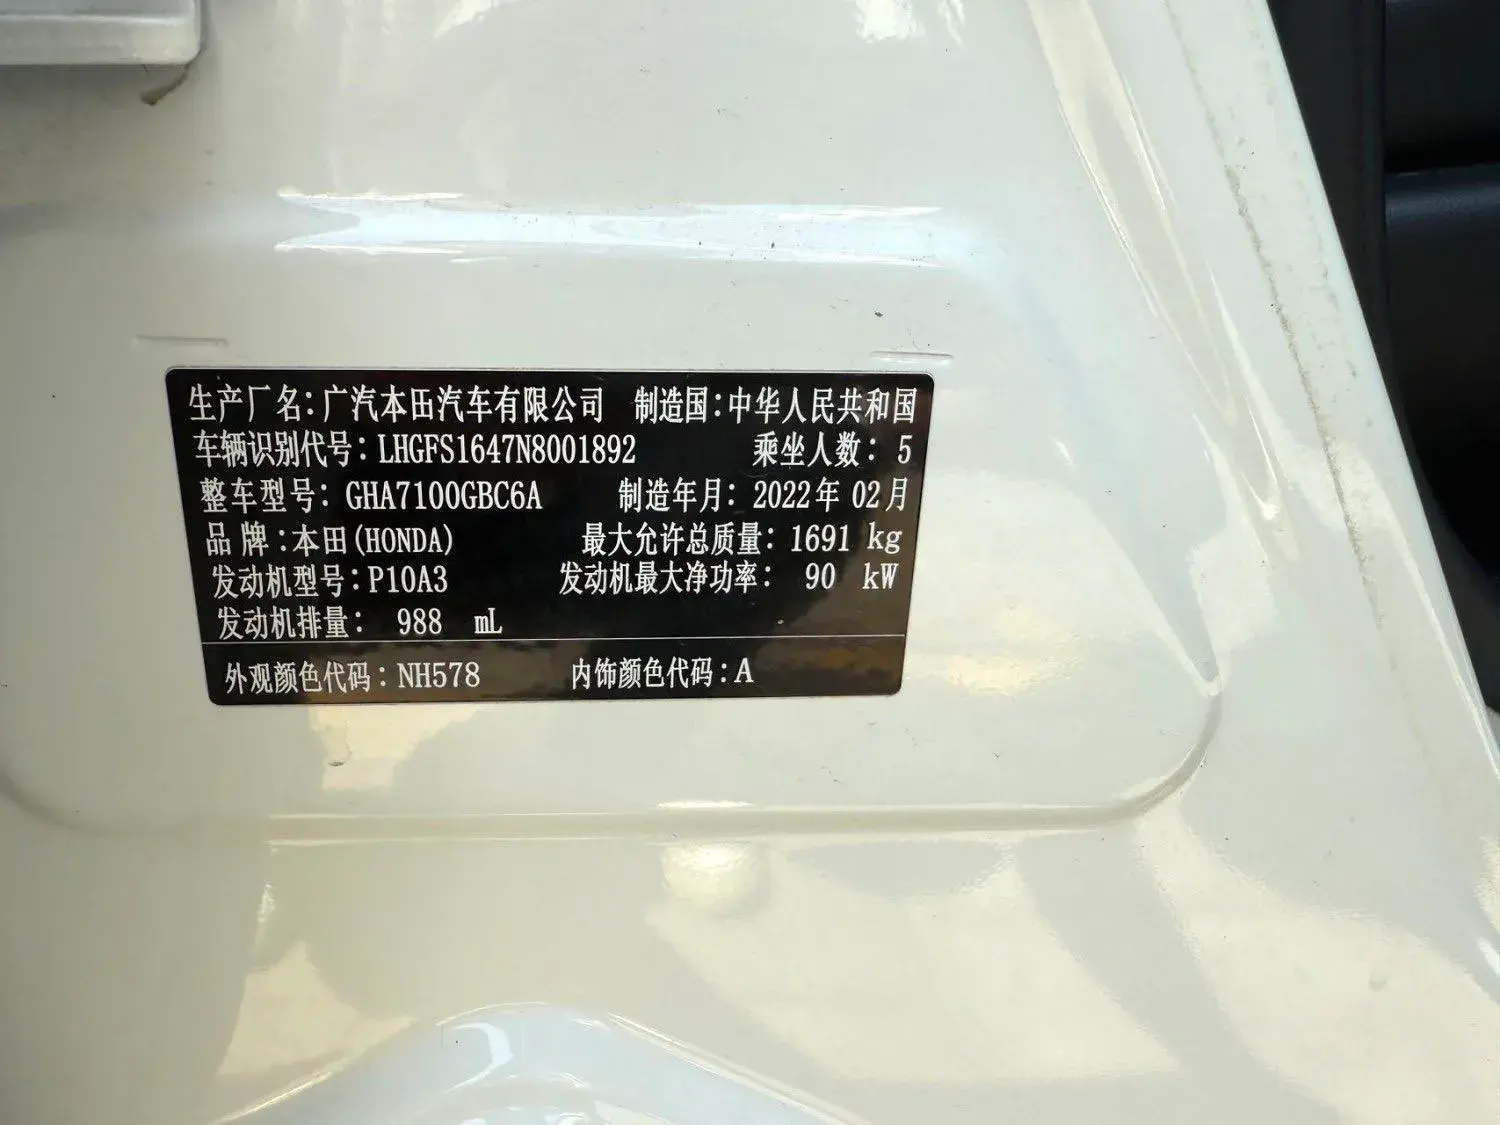 生产厂名：广汽本田汽车有限公司 制造国：中华人民共和国
车辆识别代号：LHGFS1647N8001892 乘坐人数：5
整车型号：GHA7100GBC6A 制造年月：2022年 02月
品牌：本田(HONDA) 最大允许总质量：1691 kg
发动机型号：P10A3 发动机最大净功率：90 kW
发动机排量：988 mL
外观颜色代码：NH578 内饰颜色代码：A